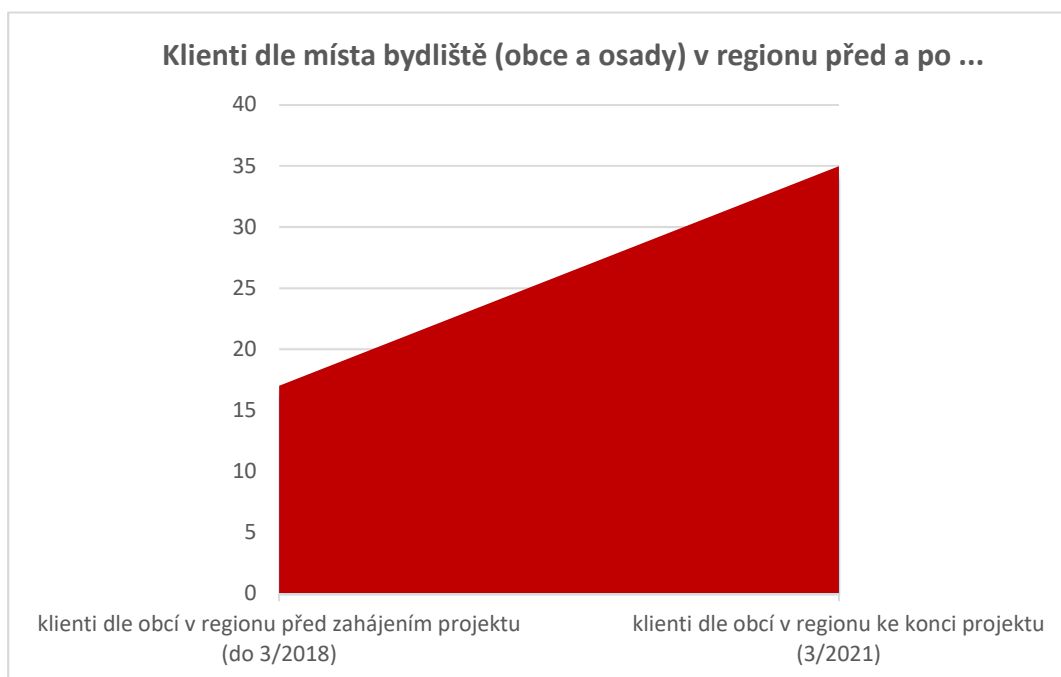 Klienti dle místa bydliště (obce a osady) v regionu před a po ...
40
35
30
25
20
15
10
5
0
klienti dle obcí v regionu před zahájením projektu
(do 3/2018)
klienti dle obcí v regionu ke konci projektu
(3/2021)